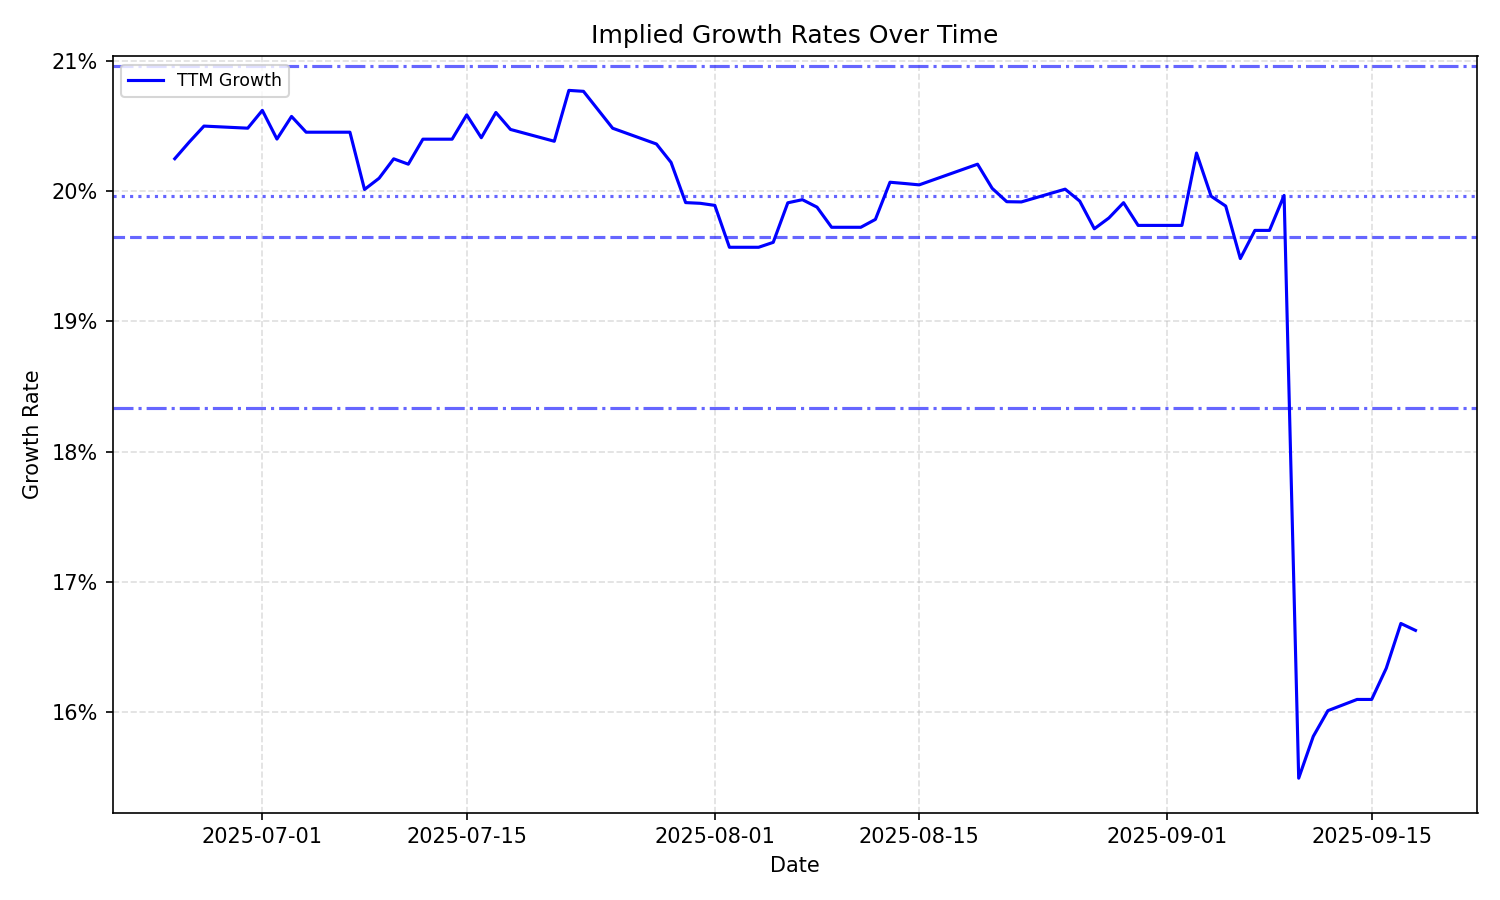 Implied Growth Rates Over Time
TTM Growth
21%
20%
19%
18%
17%
16%
Growth Rate
2025-07-01 2025-07-15 2025-08-01 2025-08-15 2025-09-01 2025-09-15
Date